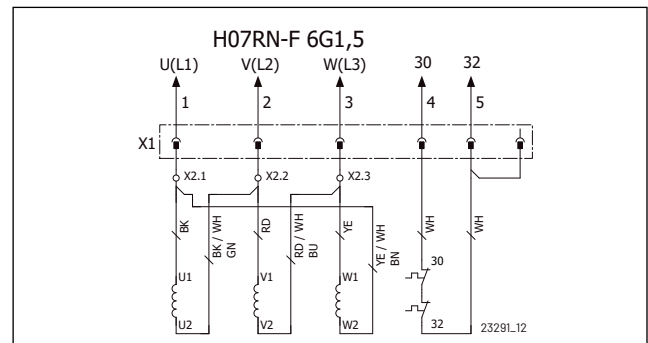 H07RN-F 6G1,5
U(L1) V(L2) W(L3) 30 32
1 2 3 4 5
X1
X2.1 X2.2 X2.3
BK
BK / WH
GN
RD
RD / WH
BU
YE
YE / WH
BN
WH
WH
U1 V1 W1 30
U2 V2 W2 32
23291_12